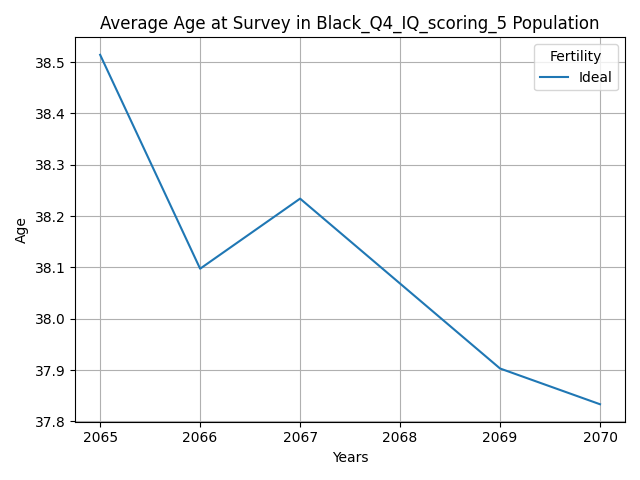 Average Age at Survey in Black_Q4_IQ_scoring_5 Population
Fertility
Ideal
38.5
38.4
38.3
38.2
38.1
38.0
37.9
37.8
Age
2065 2066 2067 2068 2069 2070
Years